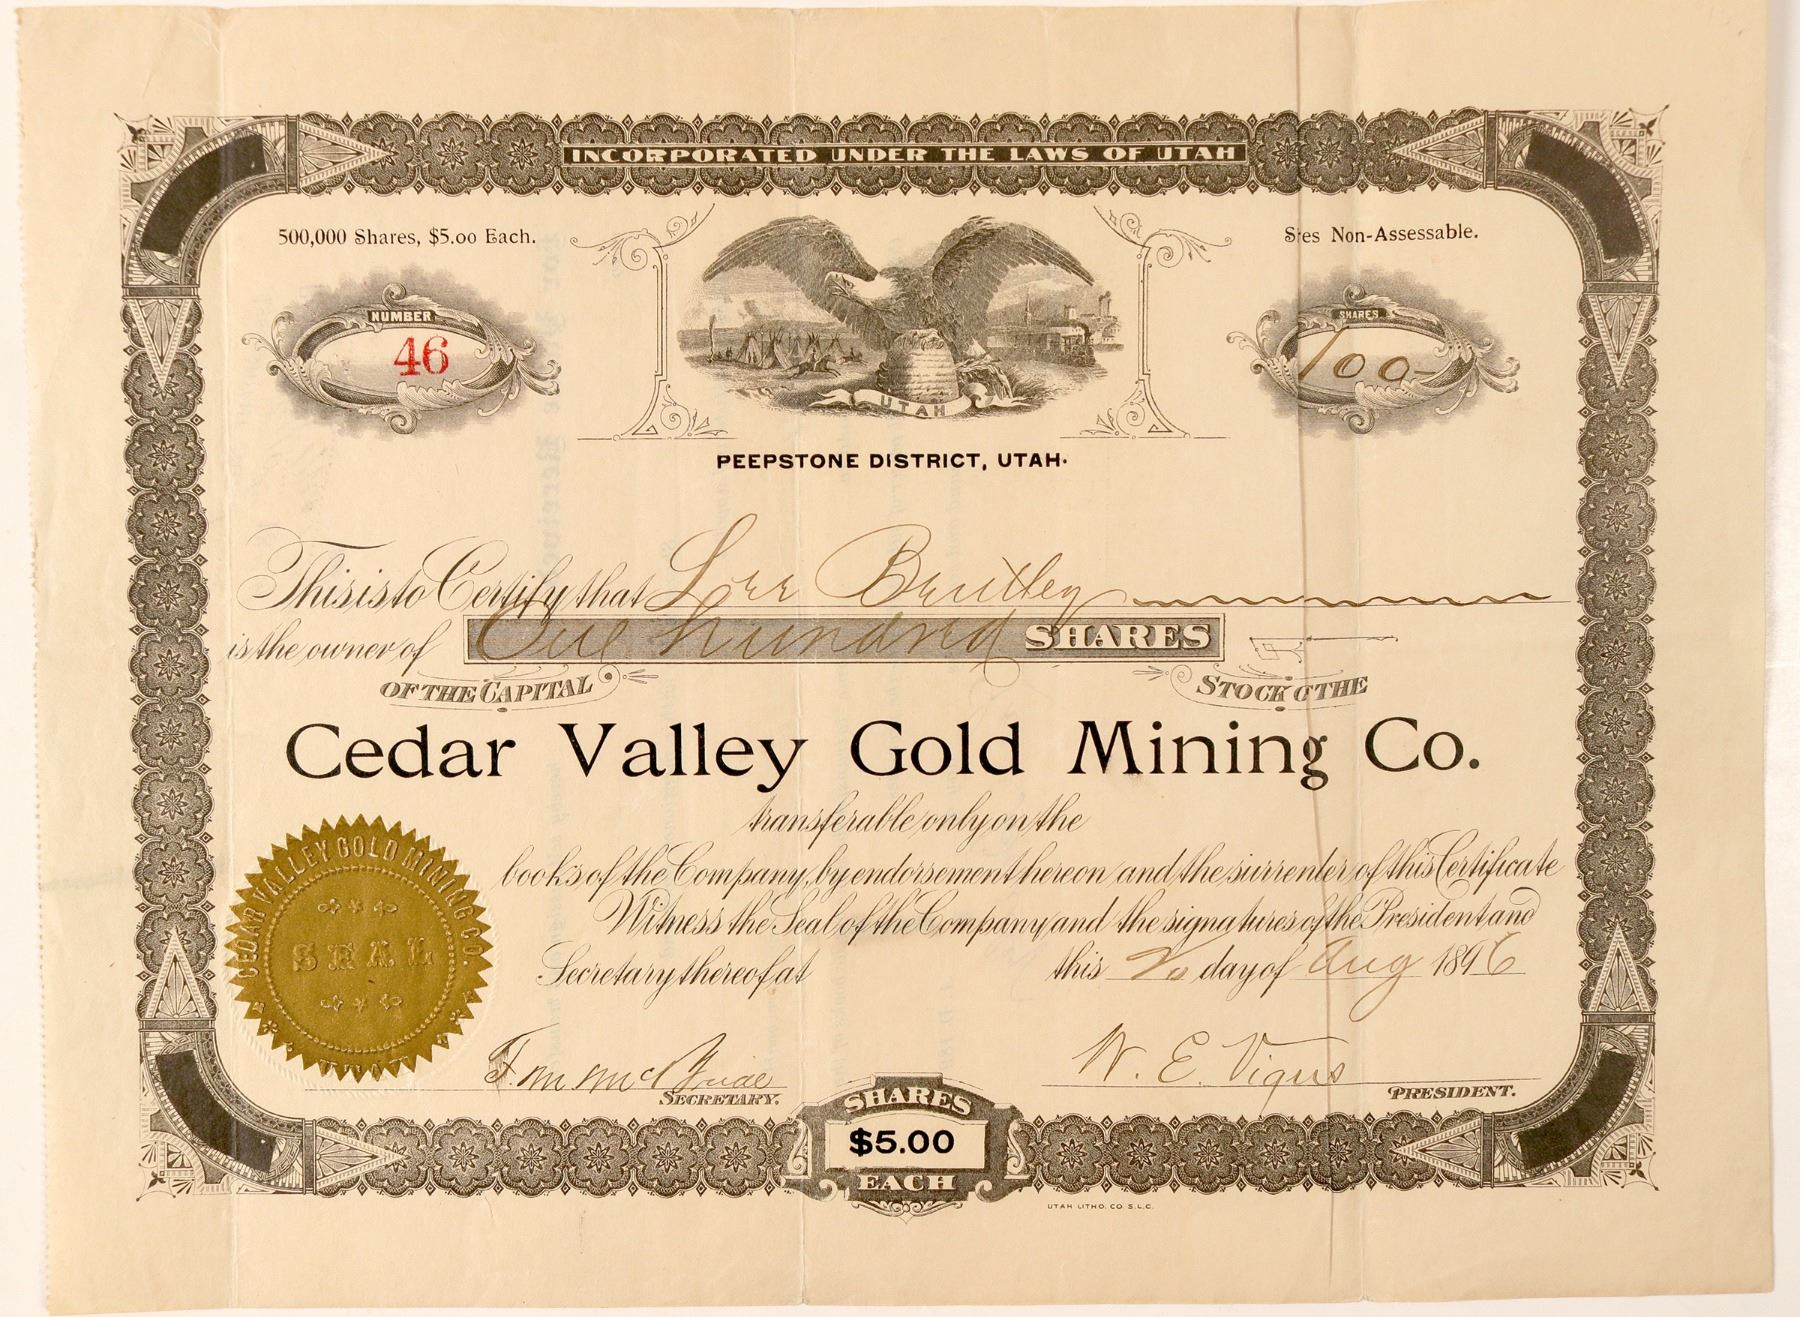 INCORPORATED UNDER THE LAWS OF UTAH
500,000 Shares, $5.00 Each.
Sres Non-Assessable.
NUMBER
46
SHARES
100-
UTAH
PEEPSTONE DISTRICT, UTAH.
This is to Certify that Lee Bentley
is the owner of One hundred SHARES
OF THE CAPITAL STOCK O THE
Cedar Valley Gold Mining Co.
transferable only on the
books of the Company, by endorsement hereon and the surrender of this Certificate
Witness the Seal of the Company and the signatures of the President and
Secretary thereof at this day of Aug 1896
CEDAR VALLEY GOLD MINING CO.
SEAL
UTAH
F. M. McBride
SECRETARY.
W. E. Vigus
PRESIDENT.
SHARES
$5.00
EACH
UTAH LITHO. CO. S.L.C.